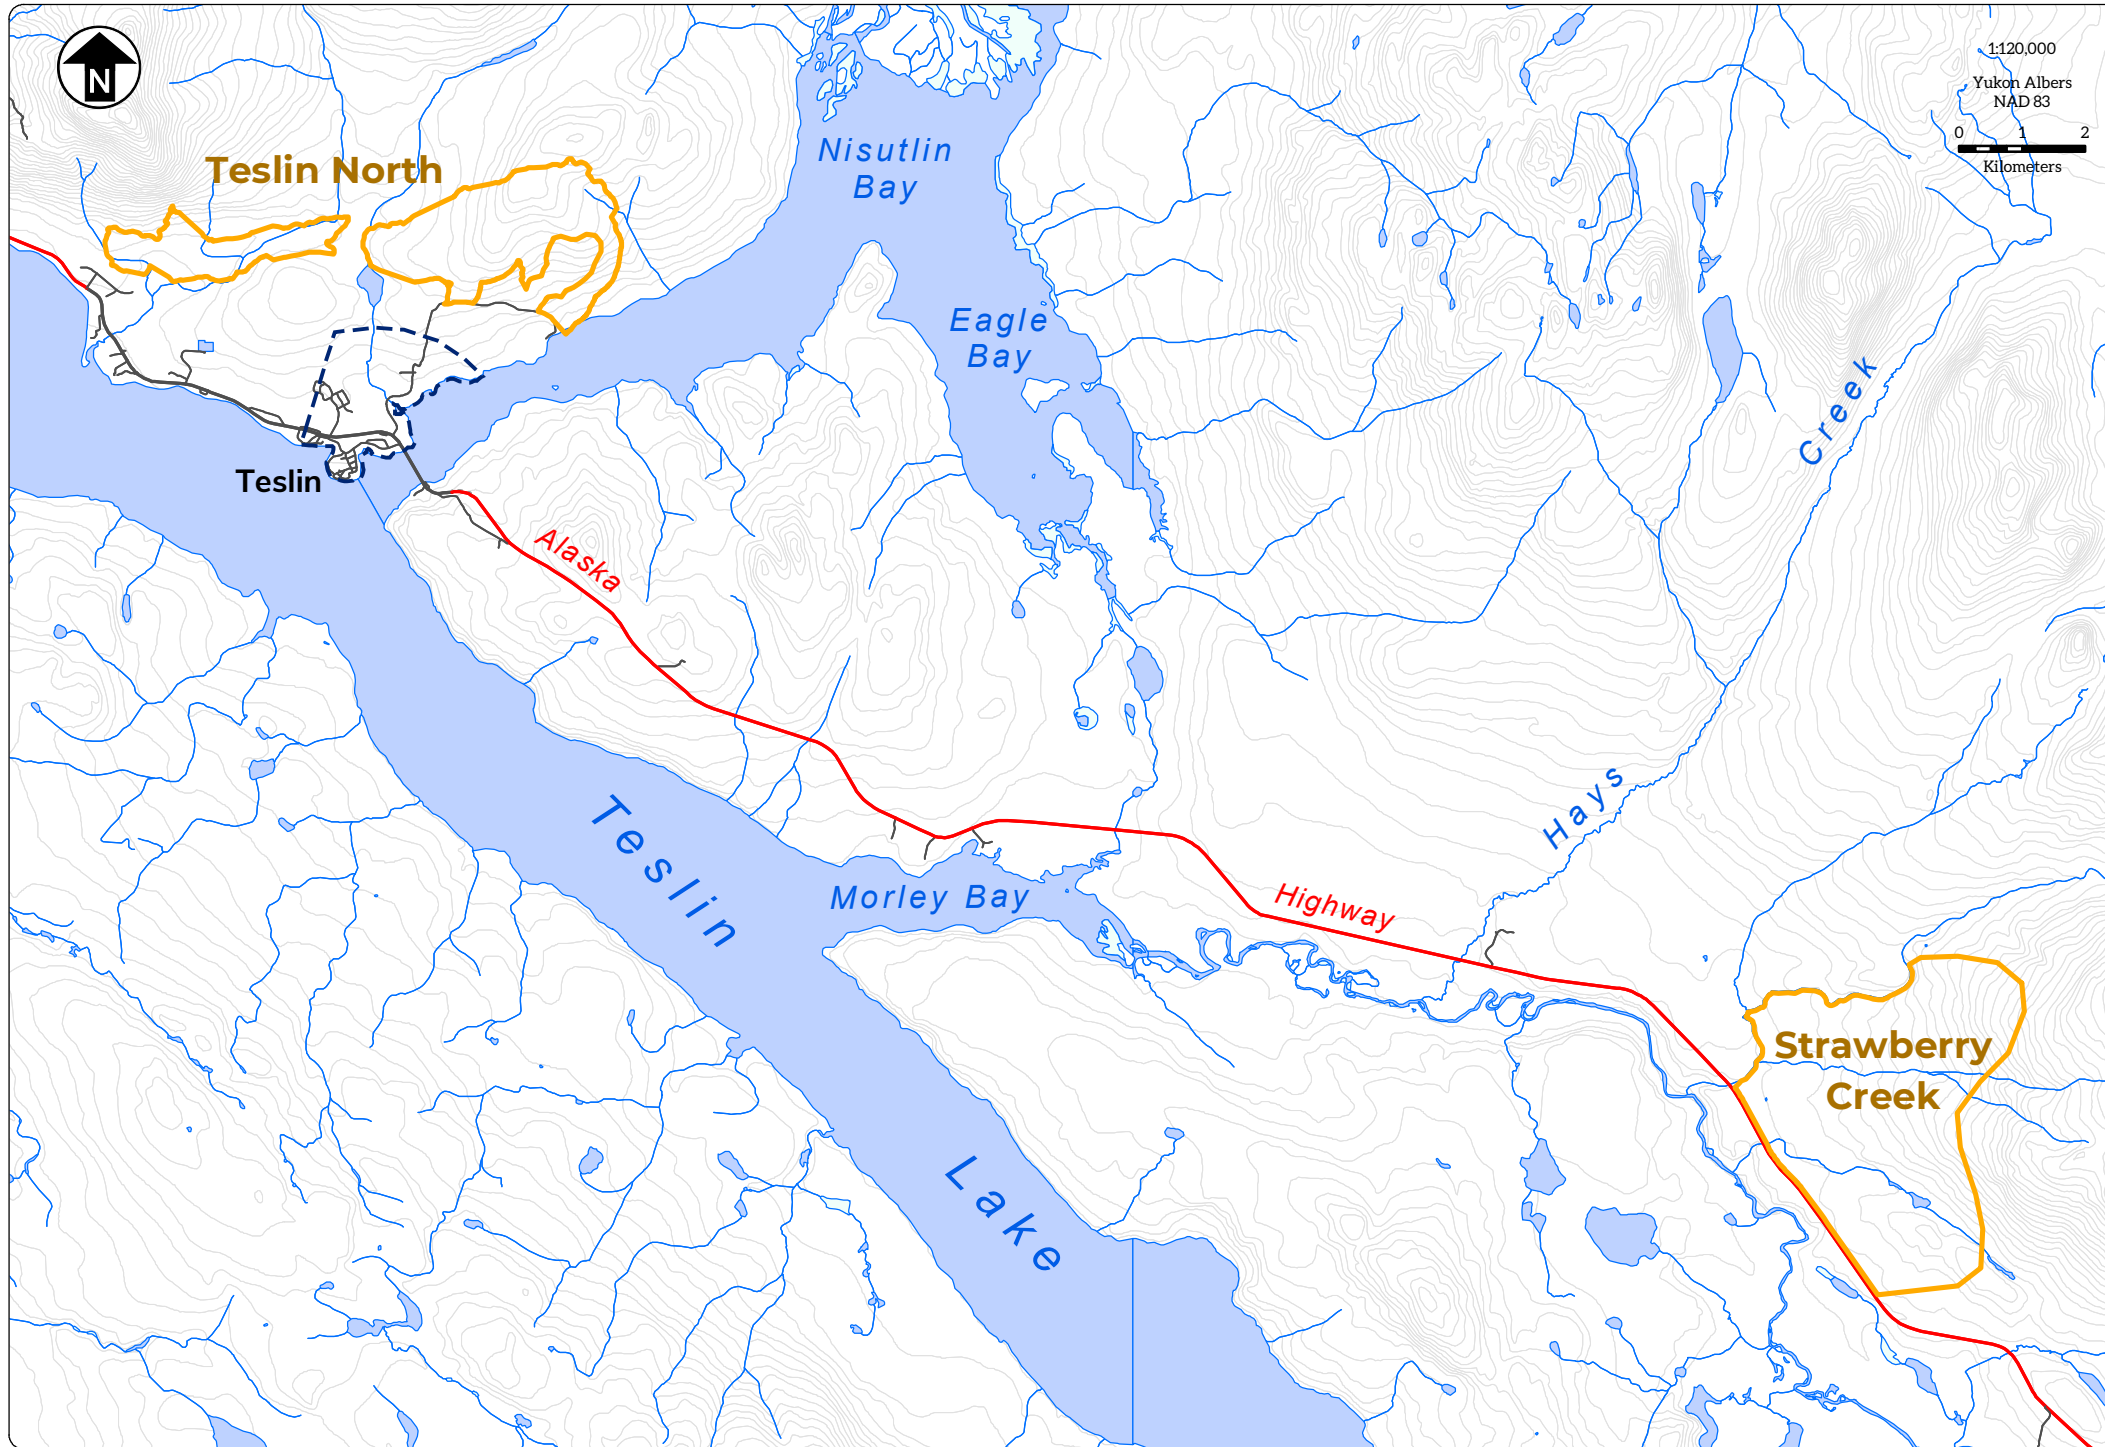 N
1:120,000
Yukon Albers
NAD 83
0 1 2
Kilometers
Teslin North
Nisutlin
Bay
Eagle
Bay
Creek
Teslin
Alaska
Hays
Teslin
Morley Bay
Highway
Strawberry
Creek
Lake